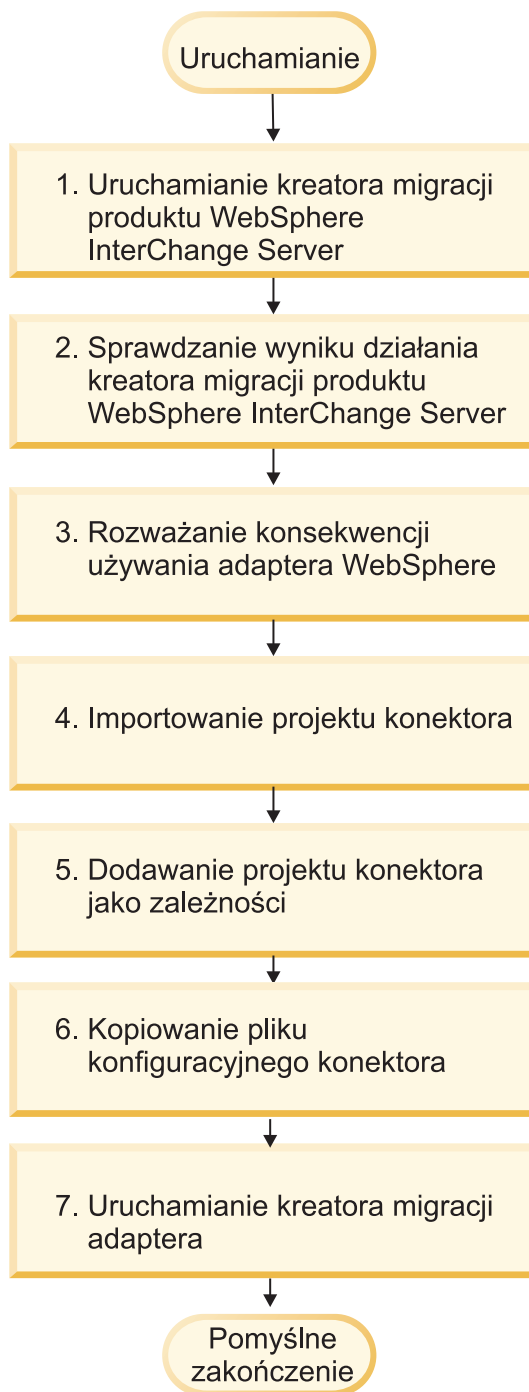 Uruchamianie
1. Uruchamianie kreatora migracji
produktu WebSphere
InterChange Server
2. Sprawdzanie wyniku działania
kreatora migracji produktu
WebSphere InterChange Server
3. Rozważanie konsekwencji
używania adaptera WebSphere
4. Importowanie projektu konektora
5. Dodawanie projektu konektora
jako zależności
6. Kopiowanie pliku
konfiguracyjnego konektora
7. Uruchamianie kreatora migracji
adaptera
Pomyślne
zakończenie